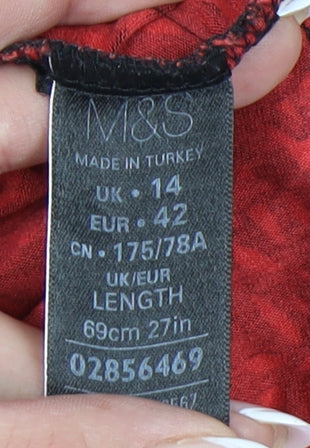 M&S
MADE IN TURKEY
UK • 14
EUR • 42
CN • 175/78A
UK/EUR
LENGTH
69cm 27in
02856469